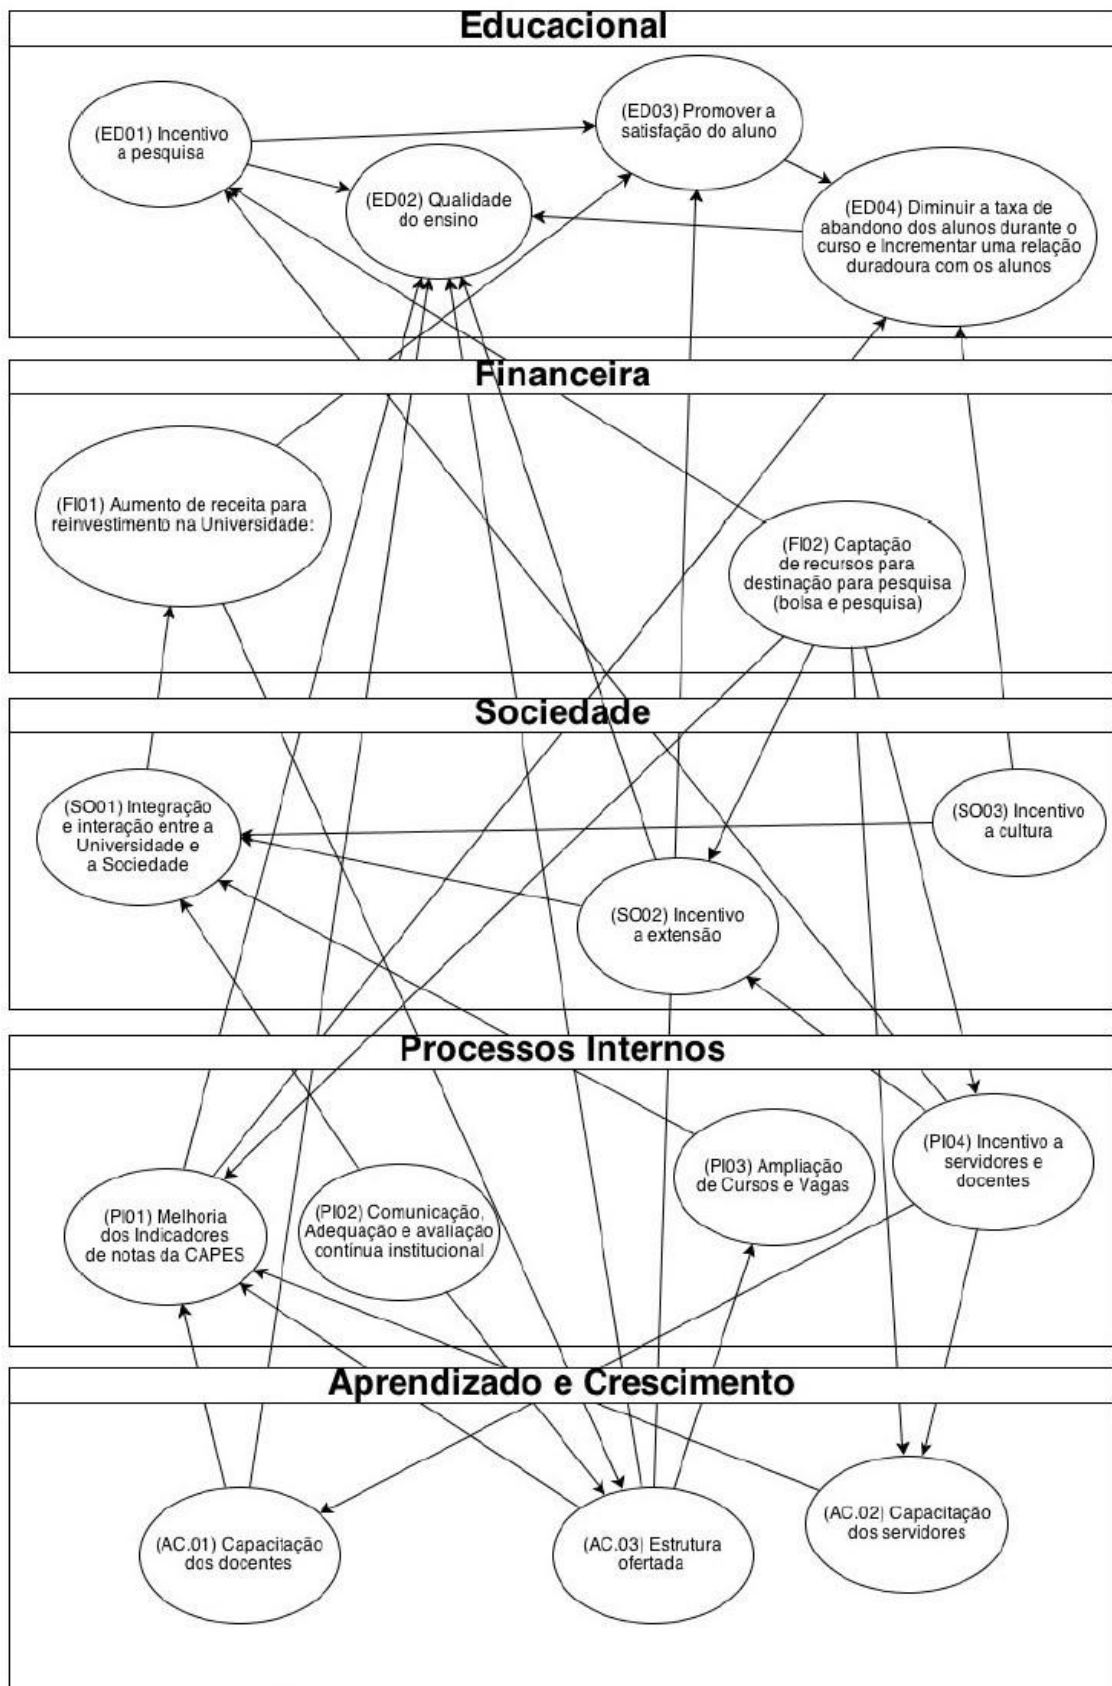 Educacional
(ED01) Incentivo
a pesquisa
(ED03) Promover a
satisfação do aluno
(ED02) Qualidade
do ensino
(ED04) Diminuir a taxa de
abandono dos alunos durante o
curso e Incrementar uma relação
duradoura com os alunos
Financeira
(FI01) Aumento de receita para
reinvestimento na Universidade:
(FI02) Captação
de recursos para
destinação para pesquisa
(bolsa e pesquisa)
Sociedade
(SO01) Integração
e interação entre a
Universidade e
a Sociedade
(SO03) Incentivo
a cultura
(SO02) Incentivo
a extensão
Processos Internos
(PI01) Melhoria
dos Indicadores
de notas da CAPES
(PI02) Comunicação,
Adequação e avaliação
contínua institucional
(PI03) Ampliação
de Cursos e Vagas
(PI04) Incentivo a
servidores e
docentes
Aprendizado e Crescimento
(AC.01) Capacitação
dos docentes
(AC.03) Estrutura
ofertada
(AC.02) Capacitação
dos servidores